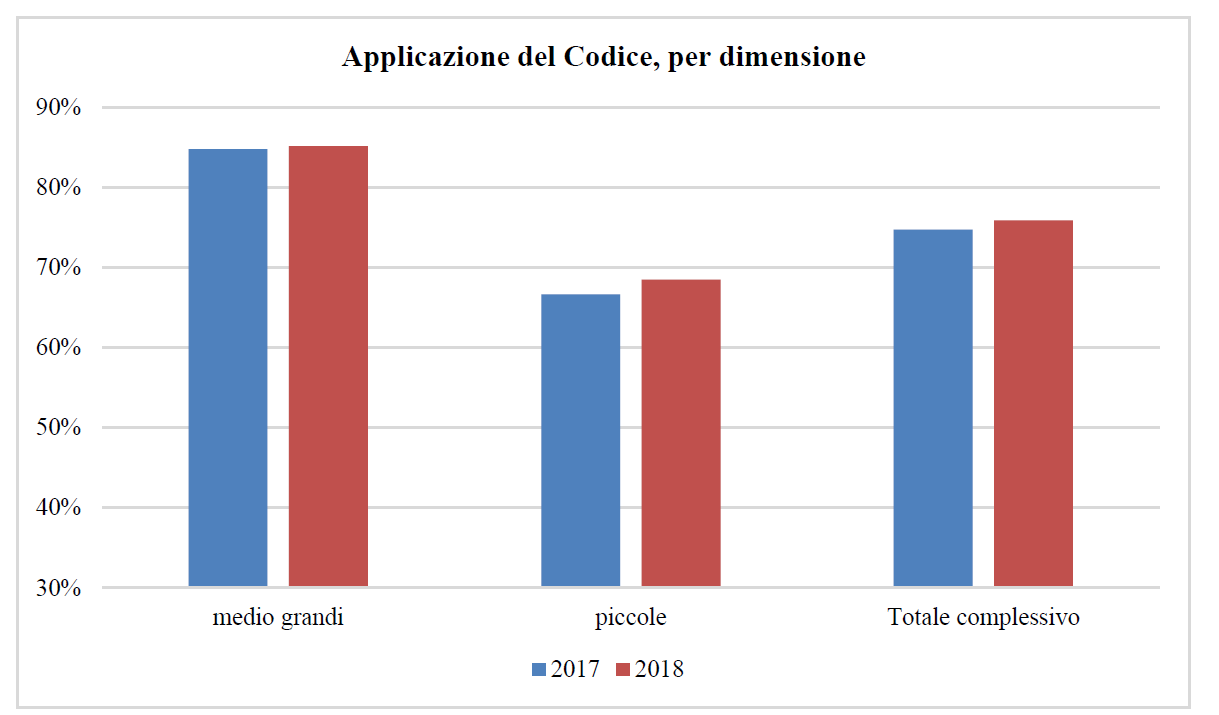 Applicazione del Codice, per dimensione
90%
80%
70%
60%
50%
40%
30%
medio grandi
piccole
Totale complessivo
2017
2018